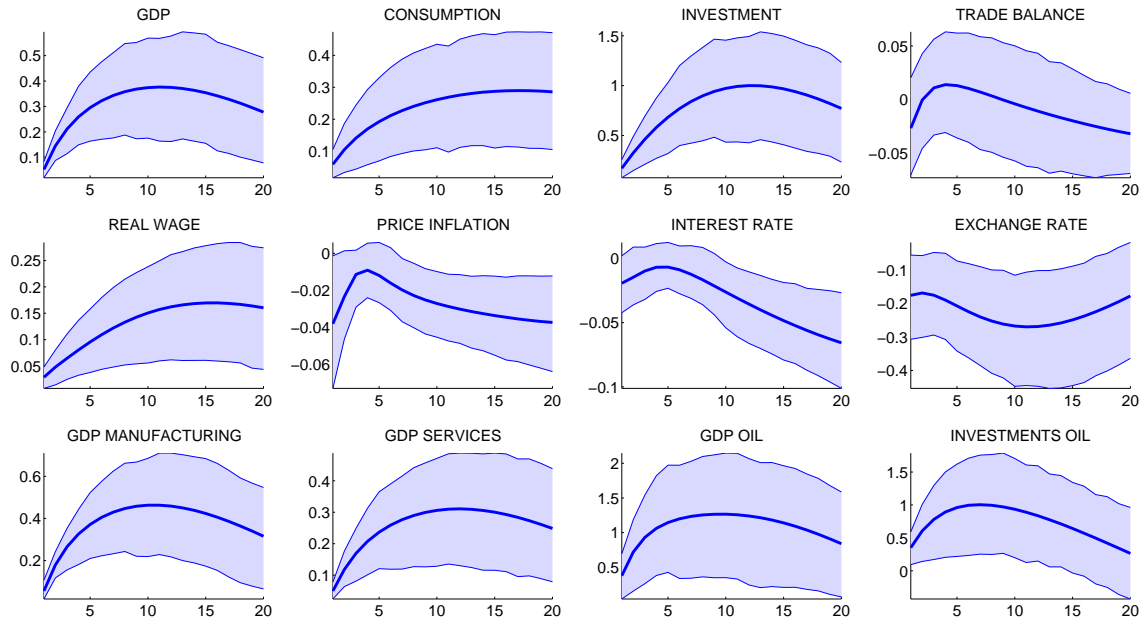 GDP CONSUMPTION INVESTMENT TRADE BALANCE
0.5 0.4 0.3 0.2 0.1
5 10 15 20
0.4 0.3 0.2 0.1
5 10 15 20
1.5 1 0.5
5 10 15 20
0.05 0 −0.05
5 10 15 20
REAL WAGE PRICE INFLATION INTEREST RATE EXCHANGE RATE
0.25 0.2 0.15 0.1 0.05
5 10 15 20
0 −0.02 −0.04 −0.06
5 10 15 20
0 −0.05 −0.1
5 10 15 20
−0.1 −0.2 −0.3 −0.4
5 10 15 20
GDP MANUFACTURING GDP SERVICES GDP OIL INVESTMENTS OIL
0.6 0.4 0.2
5 10 15 20
0.4 0.3 0.2 0.1
5 10 15 20
2 1.5 1 0.5
5 10 15 20
1.5 1 0.5 0
5 10 15 20